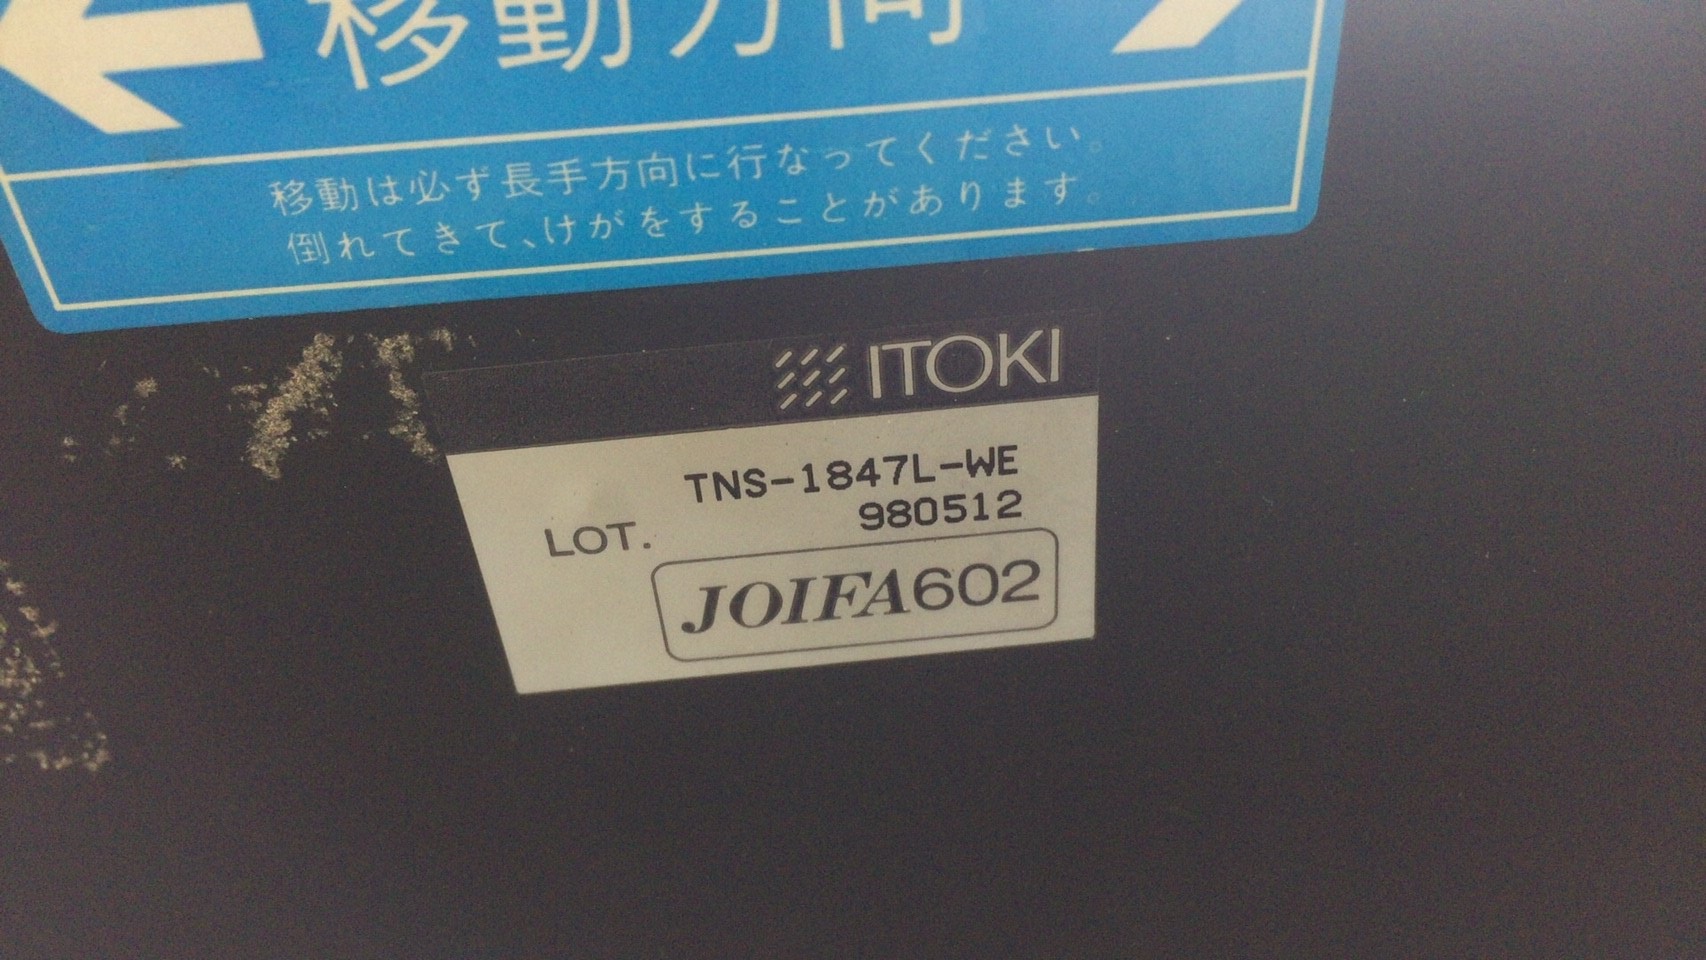 移動方向
移動は必ず長手方向に行なってください。
倒れてきて、けがをすることがあります。
ITOKI
TNS-1847L-WE
LOT. 980512
JOIFA602